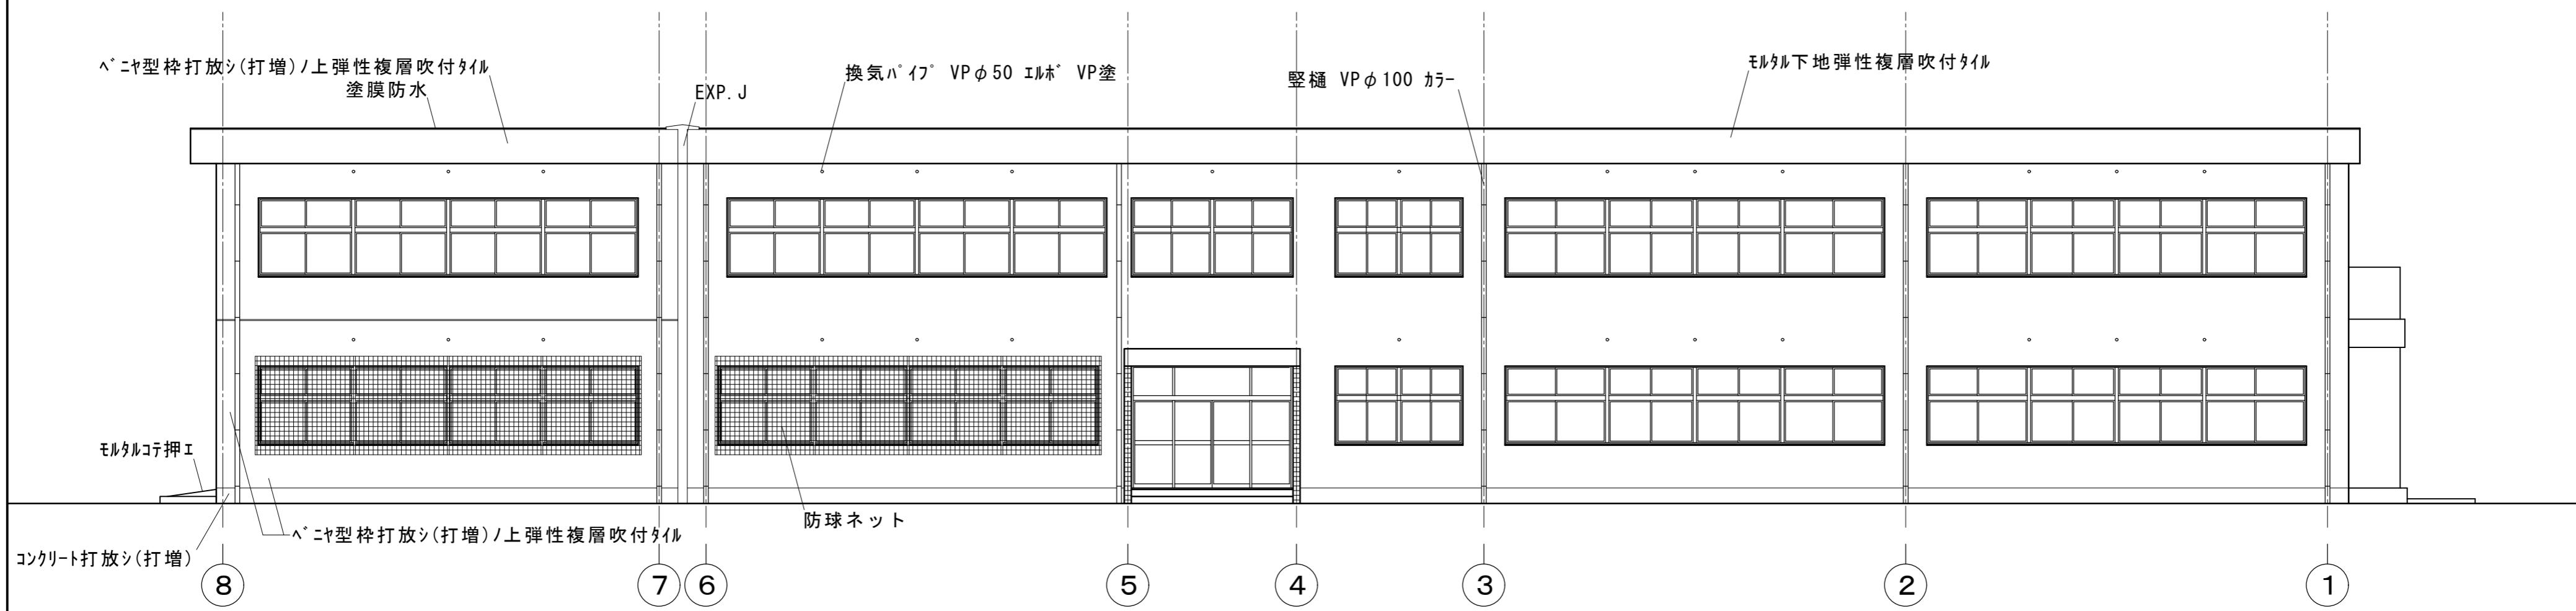 ﾍﾞﾆﾔ型枠打放ｼ(打増)ﾉ上弾性複層吹付ﾀｲﾙ
塗膜防水
EXP.J
換気ﾊﾟｲﾌﾟ VPφ50 ｴﾙﾎﾞ VP塗
竪樋 VPφ100 ｶﾗｰ
ﾓﾙﾀﾙ下地弾性複層吹付ﾀｲﾙ
ﾓﾙﾀﾙｺﾃ押ｴ
ﾍﾞﾆﾔ型枠打放ｼ(打増)ﾉ上弾性複層吹付ﾀｲﾙ
防球ネット
ｺﾝｸﾘｰﾄ打放ｼ(打増)
8 7 6 5 4 3 2 1